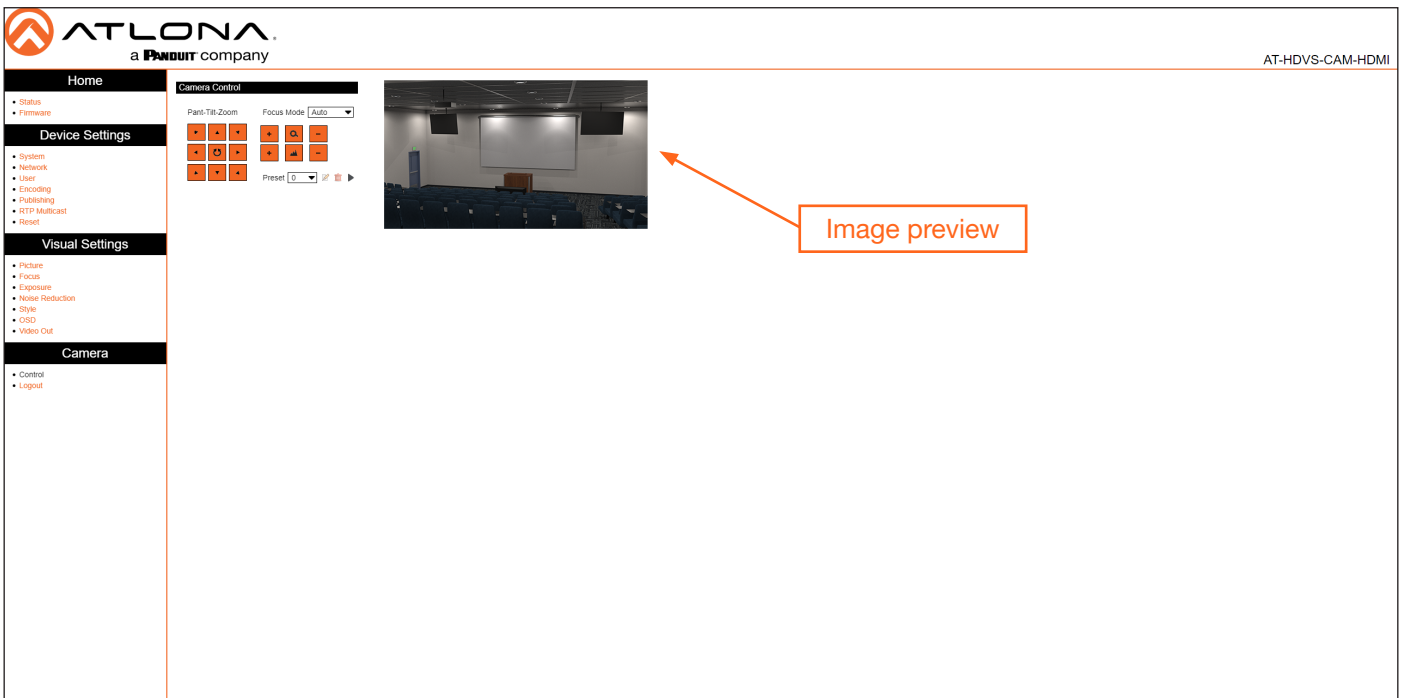 ATLONA.
a PANDUIT company
AT-HDVS-CAM-HDMI
Home
Status
Firmware
Device Settings
System
Network
User
Encoding
Publishing
RTP Multicast
Reset
Visual Settings
Picture
Focus
Exposure
Noise Reduction
Style
OSD
Video Out
Camera
Control
Logout
Camera Control
Pant-Tilt-Zoom Focus Mode Auto
Preset 0
Image preview